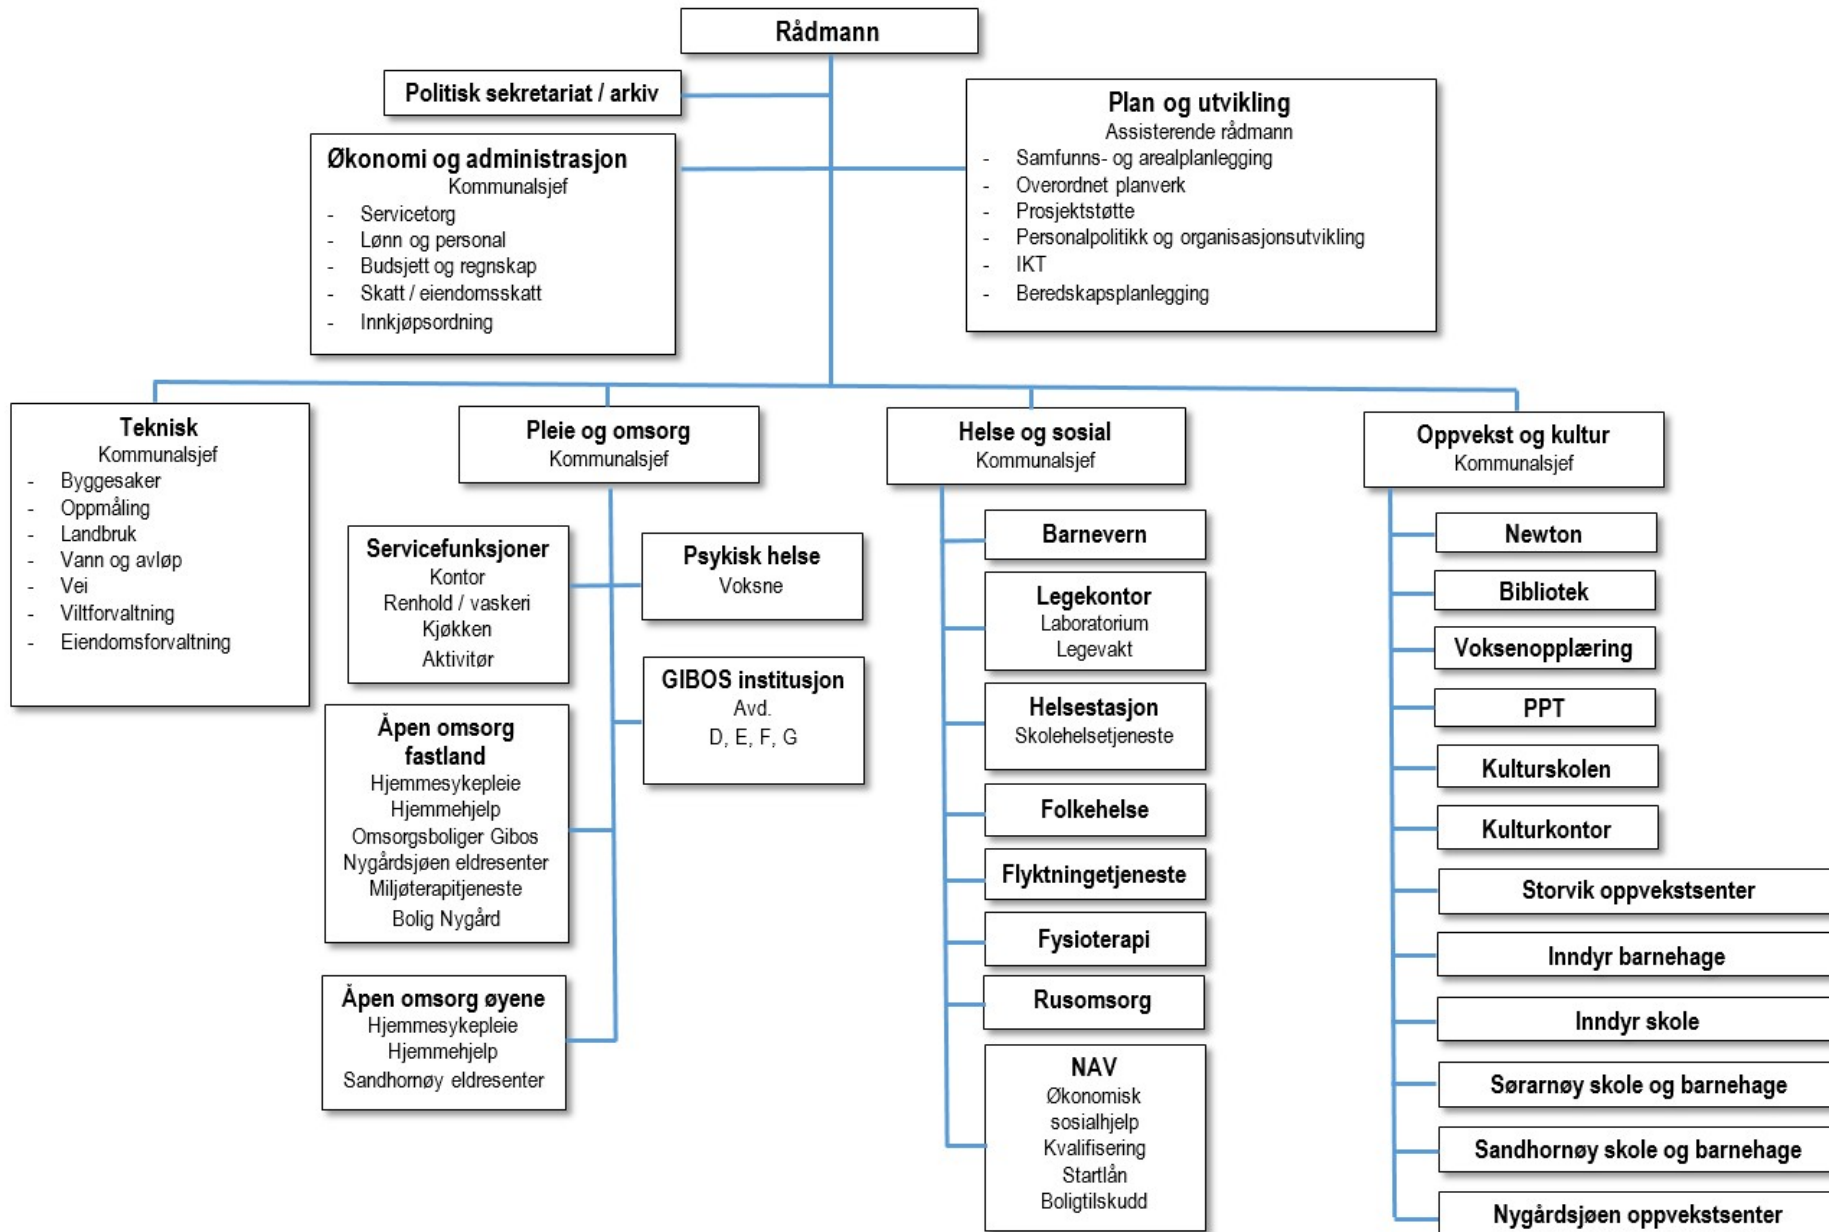 Rådmann
Politisk sekretariat / arkiv
Økonomi og administrasjon
Kommunalsjef
- Servicetorg
- Lønn og personal
- Budsjett og regnskap
- Skatt / eiendomsskatt
- Innkjøpsordning
Plan og utvikling
Assisterende rådmann
- Samfunns- og arealplanlegging
- Overordnet planverk
- Prosjektstøtte
- Personalpolitikk og organisasjonsutvikling
- IKT
- Beredskapsplanlegging
Teknisk
Kommunalsjef
- Byggesaker
- Oppmåling
- Landbruk
- Vann og avløp
- Vei
- Viltforvaltning
- Eiendomsforvaltning
Pleie og omsorg
Kommunalsjef
Servicefunksjoner
Kontor
Renhold / vaskeri
Kjøkken
Aktivitør
Psykisk helse
Voksne
GIBOS institusjon
Avd.
D, E, F, G
Åpen omsorg
fastland
Hjemmesykepleie
Hjemmehjelp
Omsorgsboliger Gibos
Nygårdsjøen eldresenter
Miljøterapitjeneste
Bolig Nygård
Åpen omsorg øyene
Hjemmesykepleie
Hjemmehjelp
Sandhornøy eldresenter
Helse og sosial
Kommunalsjef
Barnevern
Legekontor
Laboratorium
Legevakt
Helsestasjon
Skolehelsetjeneste
Folkehelse
Flyktningetjeneste
Fysioterapi
Rusomsorg
NAV
Økonomisk
sosialhjelp
Kvalifisering
Startlån
Boligtilskudd
Oppvekst og kultur
Kommunalsjef
Newton
Bibliotek
Voksenopplæring
PPT
Kulturskolen
Kulturkontor
Storvik oppvekstsenter
Inndyr barnehage
Inndyr skole
Sørarnøy skole og barnehage
Sandhornøy skole og barnehage
Nygårdsjøen oppvekstsenter